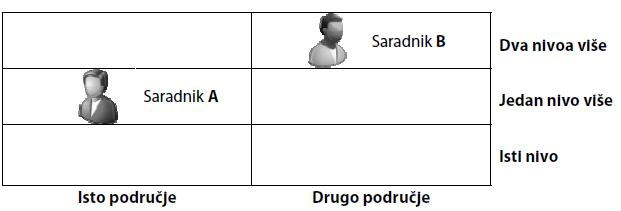 Saradnik B
Dva nivoa više
Saradnik A
Jedan nivo više
Isti nivo
Isto područje
Drugo područje